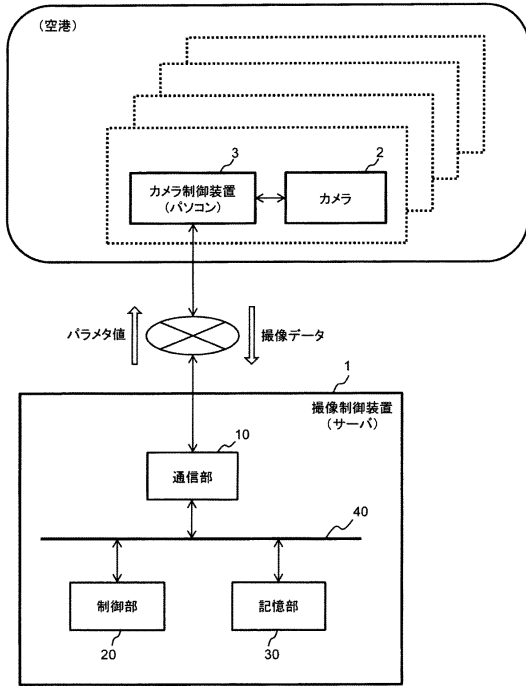 (空港)
3
2
カメラ制御装置
(パソコン)
カメラ
パラメタ値
撮像データ
1
撮像制御装置
(サーバ)
10
通信部
40
制御部
記憶部
20
30